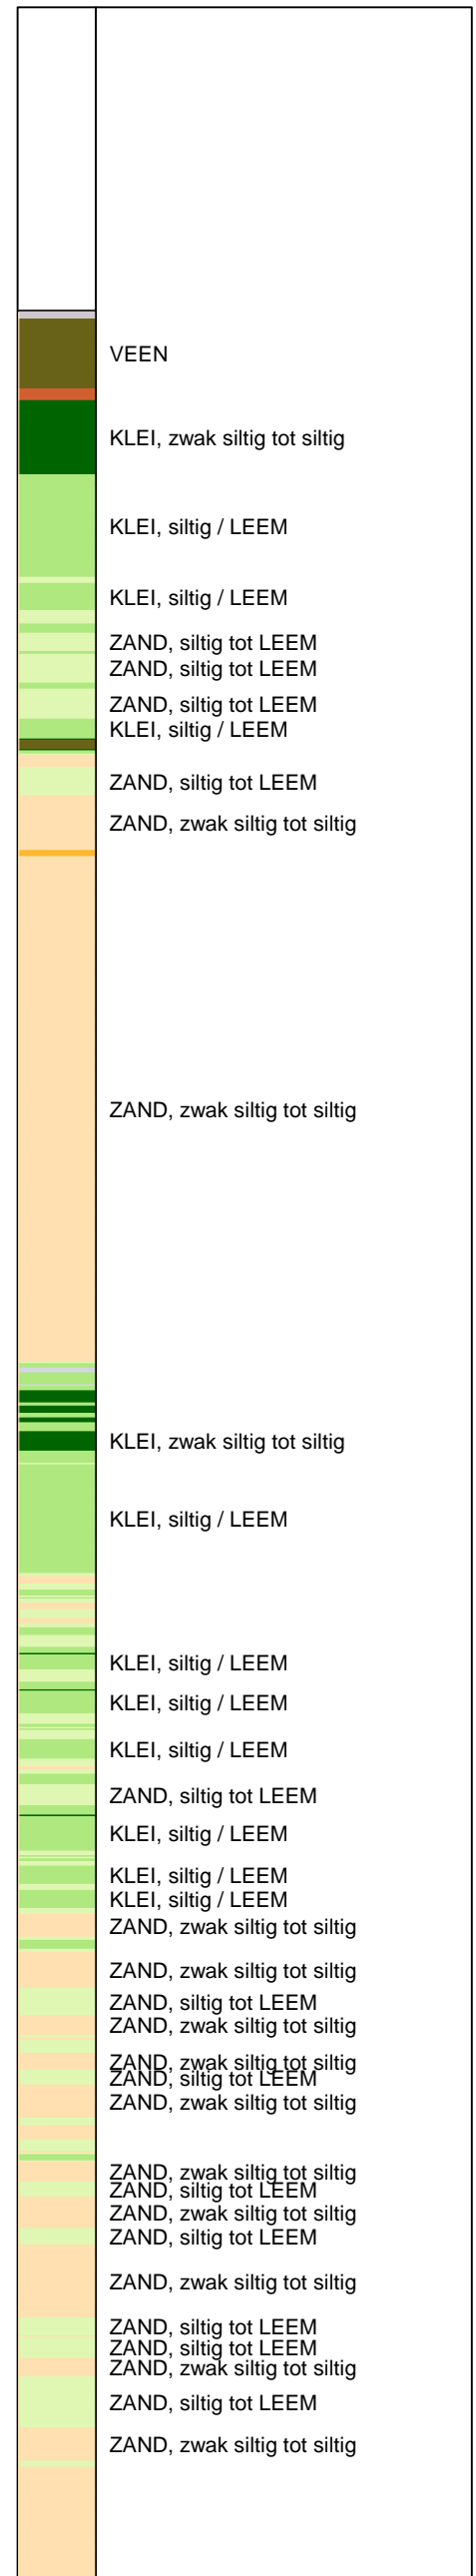 VEEN
KLEI, zwak siltig tot siltig
KLEI, siltig / LEEM
KLEI, siltig / LEEM
ZAND, siltig tot LEEM
ZAND, siltig tot LEEM
ZAND, siltig tot LEEM
KLEI, siltig / LEEM
ZAND, siltig tot LEEM
ZAND, zwak siltig tot siltig
ZAND, zwak siltig tot siltig
KLEI, zwak siltig tot siltig
KLEI, siltig / LEEM
KLEI, siltig / LEEM
KLEI, siltig / LEEM
KLEI, siltig / LEEM
ZAND, siltig tot LEEM
KLEI, siltig / LEEM
KLEI, siltig / LEEM
KLEI, siltig / LEEM
ZAND, zwak siltig tot siltig
ZAND, zwak siltig tot siltig
ZAND, siltig tot LEEM
ZAND, zwak siltig tot siltig
ZAND, zwak siltig tot siltig
ZAND, siltig tot LEEM
ZAND, zwak siltig tot siltig
ZAND, zwak siltig tot siltig
ZAND, siltig tot LEEM
ZAND, zwak siltig tot siltig
ZAND, siltig tot LEEM
ZAND, zwak siltig tot siltig
ZAND, siltig tot LEEM
ZAND, siltig tot LEEM
ZAND, zwak siltig tot siltig
ZAND, siltig tot LEEM
ZAND, zwak siltig tot siltig